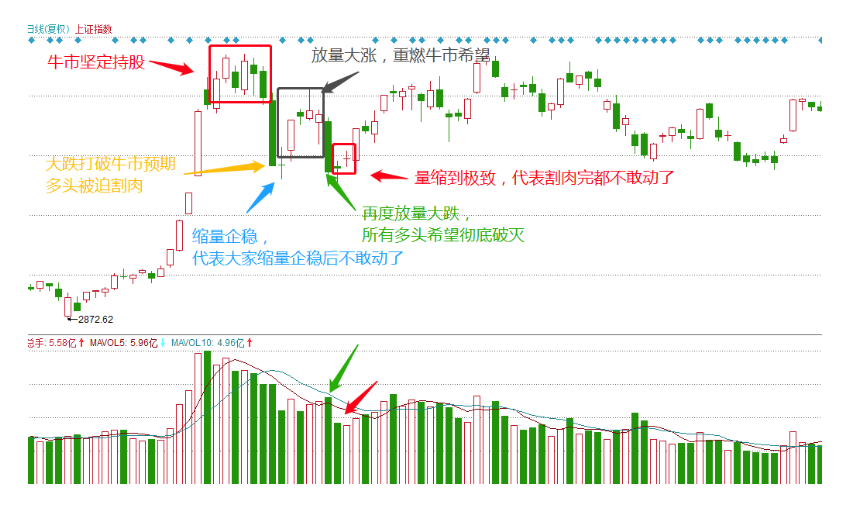 日线(复权) 上证指数
牛市坚定持股
放量大涨，重燃牛市希望
大跌打破牛市预期
多头被迫割肉
量缩到极致，代表割肉完都不敢动了
再度放量大跌，
所有多头希望彻底破灭
缩量企稳，
代表大家缩量企稳后不敢动了
2872.62
总手: 5.58亿 MAVOL5: 5.96亿 MAVOL10: 4.96亿